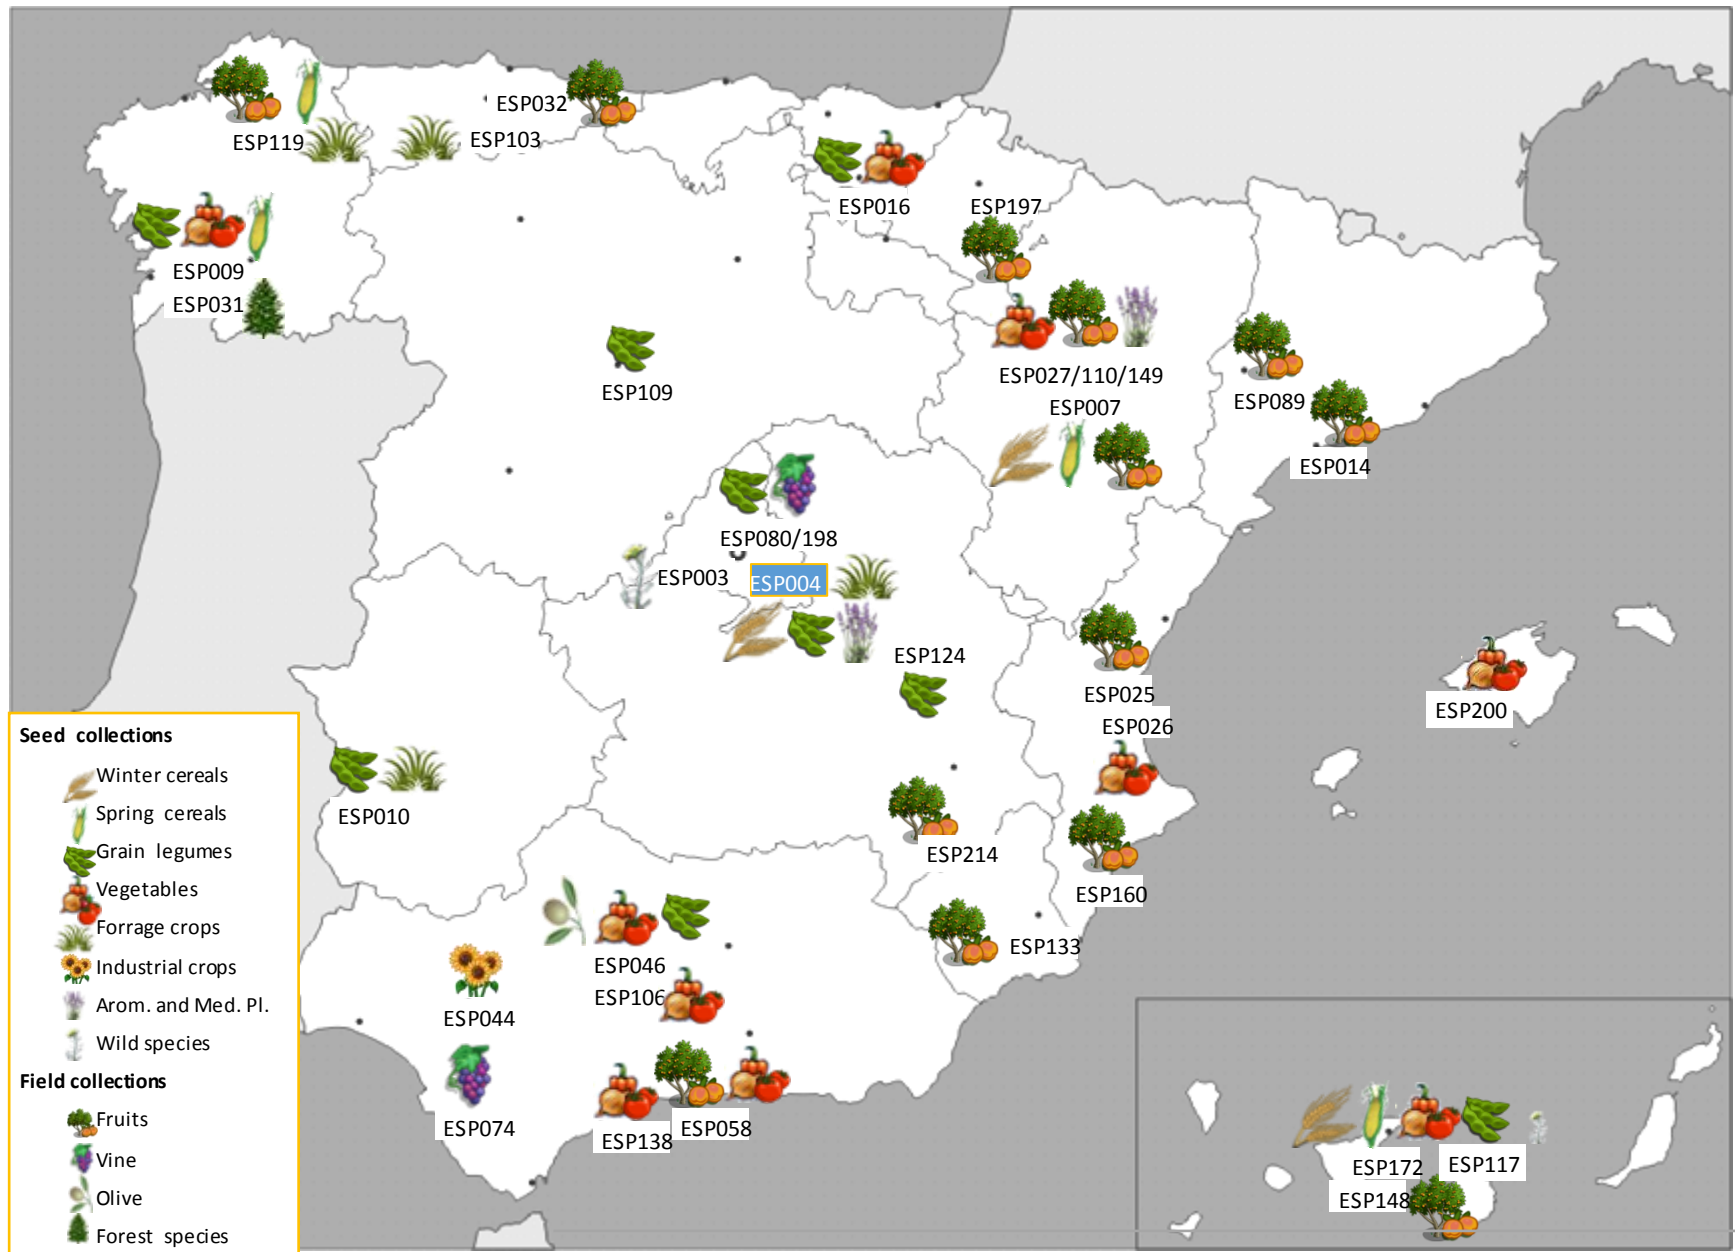 ESP032
ESP119
ESP103
ESP016
ESP197
ESP009
ESP031
ESP027/110/149
ESP007
ESP109
ESP089
ESP014
ESP080/198
ESP003
ESP004
ESP124
ESP025
ESP026
ESP200
ESP010
ESP214
ESP160
ESP133
ESP046
ESP106
ESP044
ESP074
ESP138
ESP058
ESP172
ESP117
ESP148
Seed collections
Winter cereals
Spring cereals
Grain legumes
Vegetables
Forrage crops
Industrial crops
Arom. and Med. Pl.
Wild species
Field collections
Fruits
Vine
Olive
Forest species